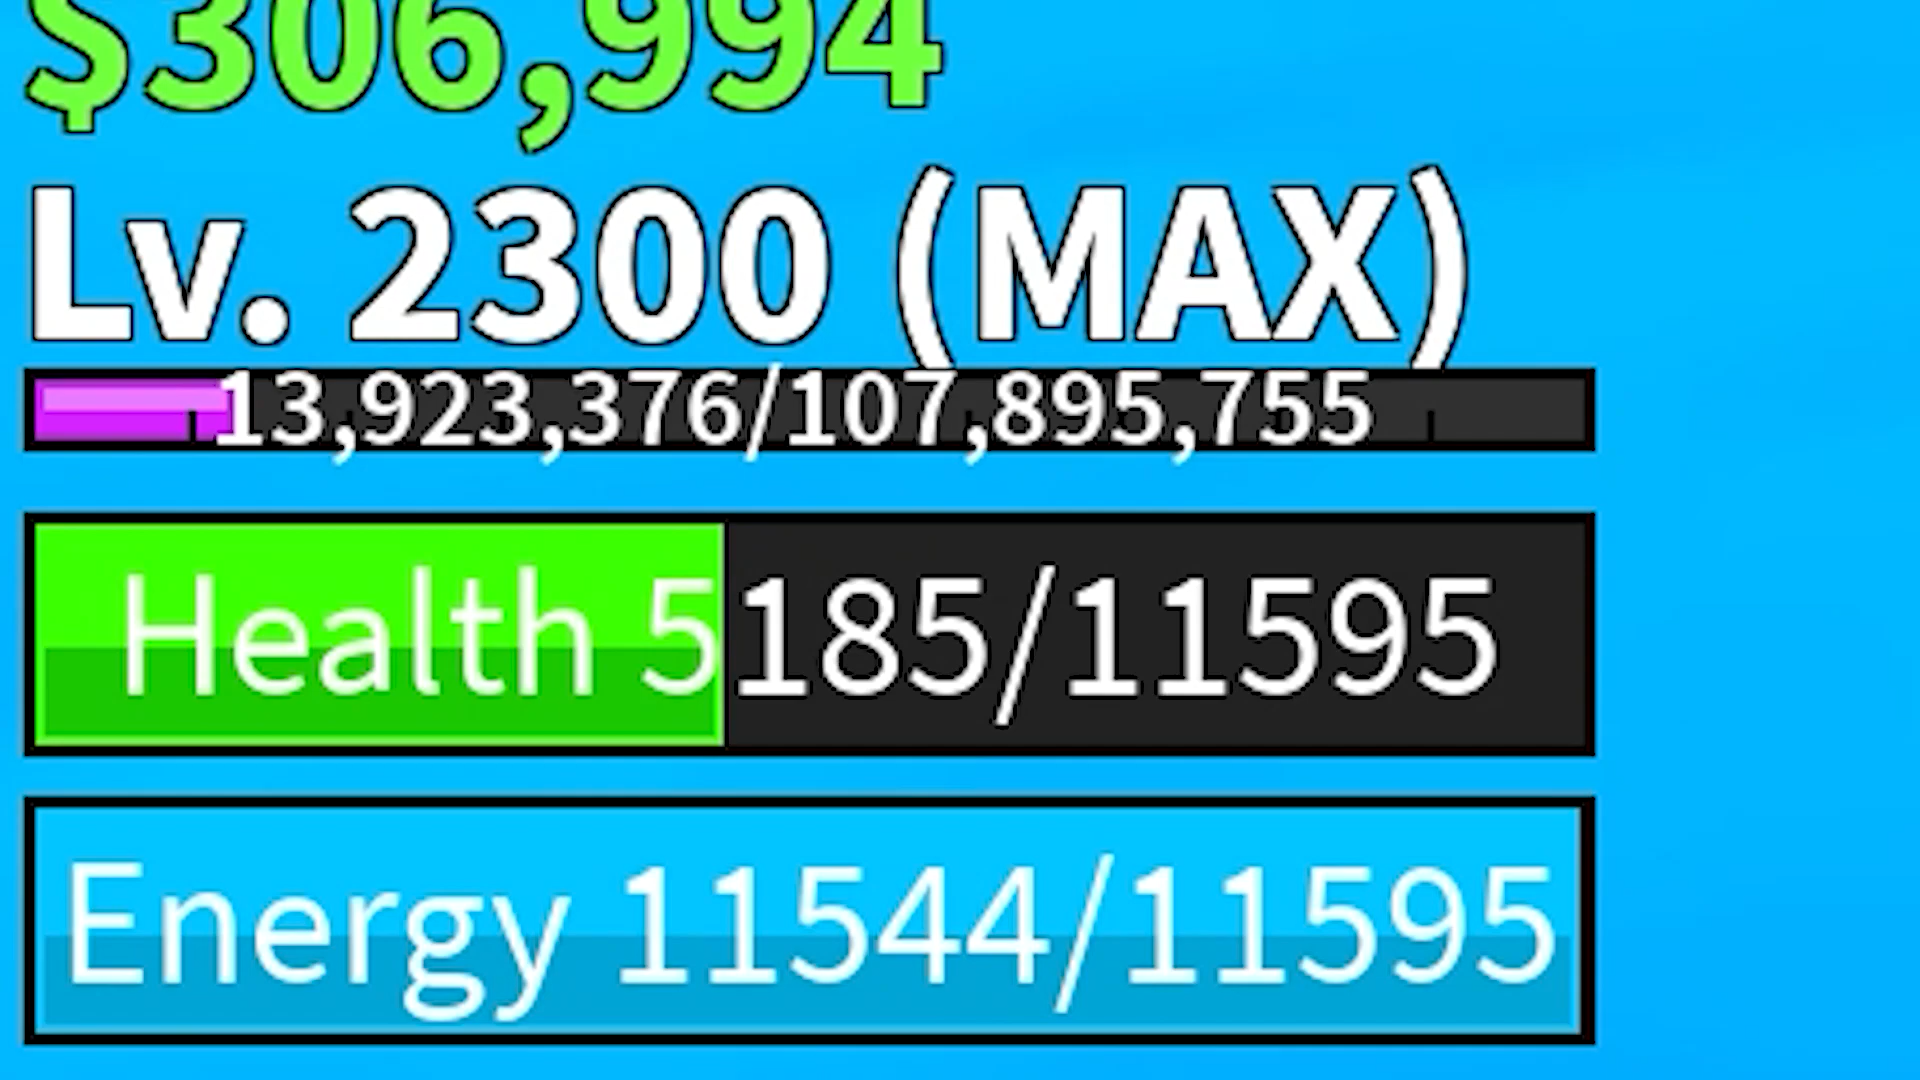 $306,994
Lv. 2300 (MAX)
13,923,376/107,895,755
Health 5185/11595
Energy 11544/11595